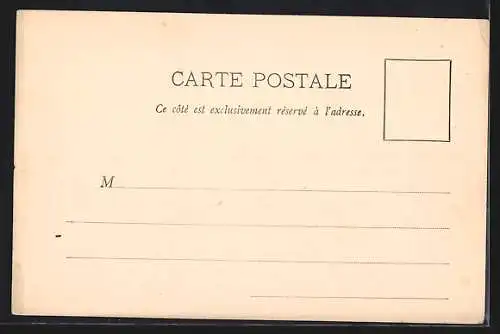 CARTE POSTALE
Ce côté est exclusivement réservé à l'adresse.
M